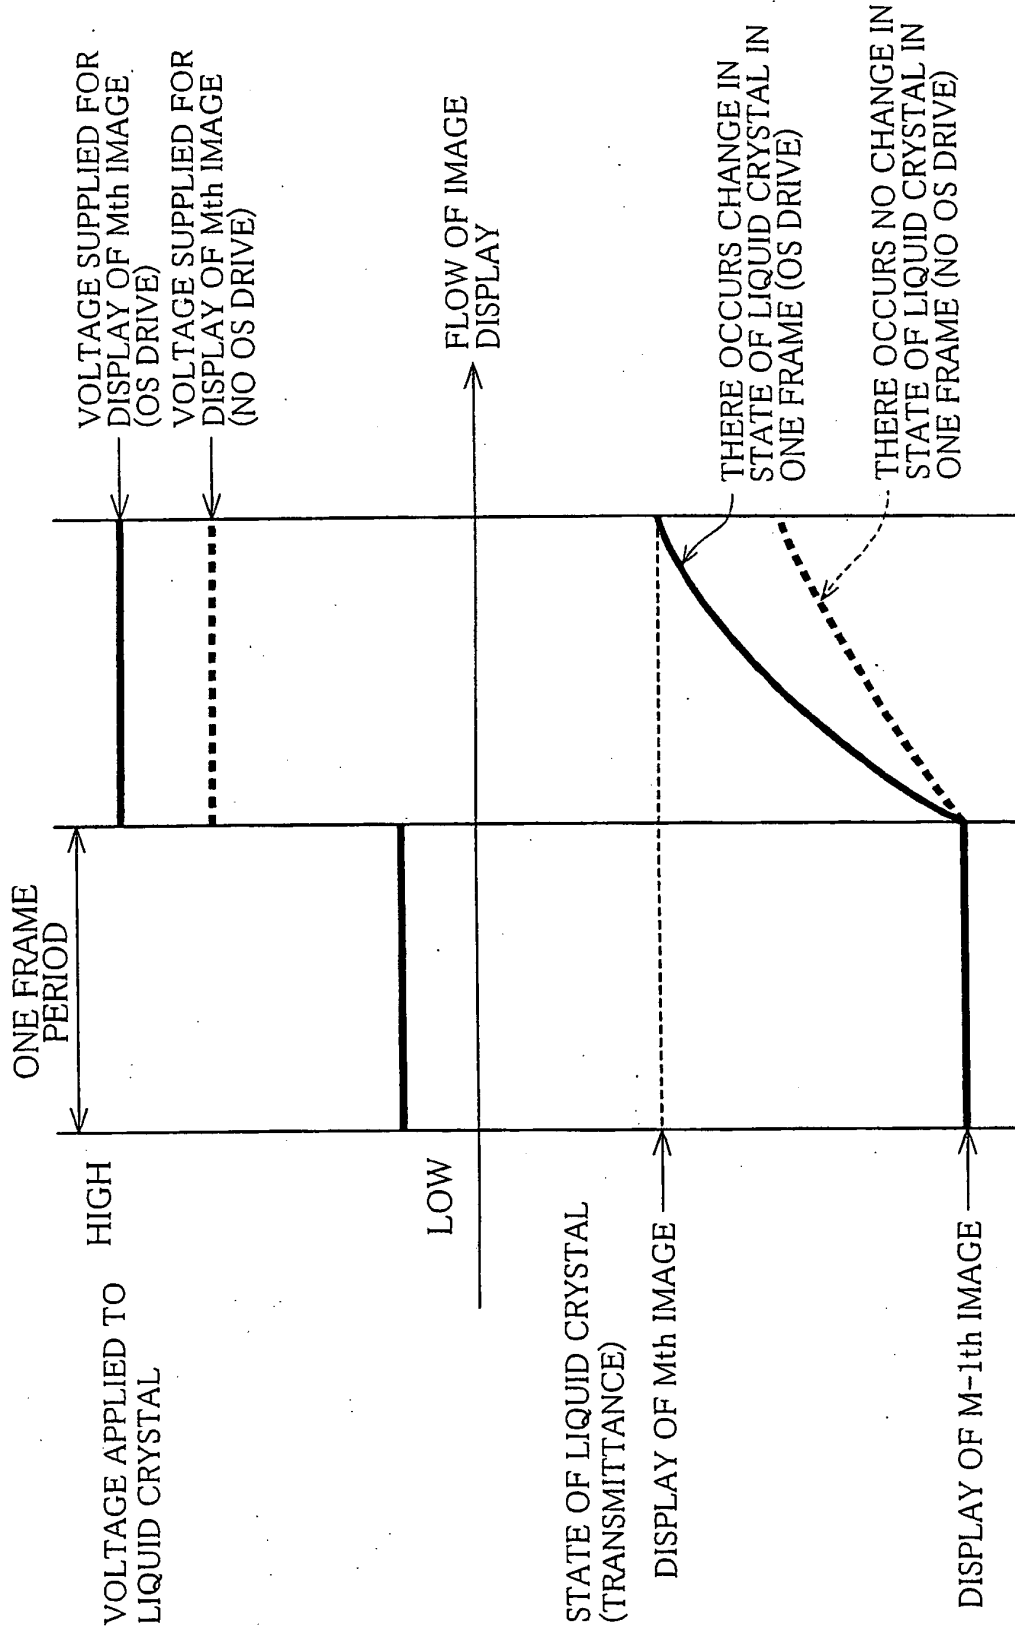 ONE FRAME
PERIOD
VOLTAGE APPLIED TO
LIQUID CRYSTAL
HIGH
LOW
VOLTAGE SUPPLIED FOR
DISPLAY OF Mth IMAGE
(OS DRIVE)
VOLTAGE SUPPLIED FOR
DISPLAY OF Mth IMAGE
(NO OS DRIVE)
FLOW OF IMAGE
DISPLAY
STATE OF LIQUID CRYSTAL
(TRANSMITTANCE)
DISPLAY OF Mth IMAGE
DISPLAY OF M-1th IMAGE
THERE OCCURS CHANGE IN
STATE OF LIQUID CRYSTAL IN
ONE FRAME (OS DRIVE)
THERE OCCURS NO CHANGE IN
STATE OF LIQUID CRYSTAL IN
ONE FRAME (NO OS DRIVE)